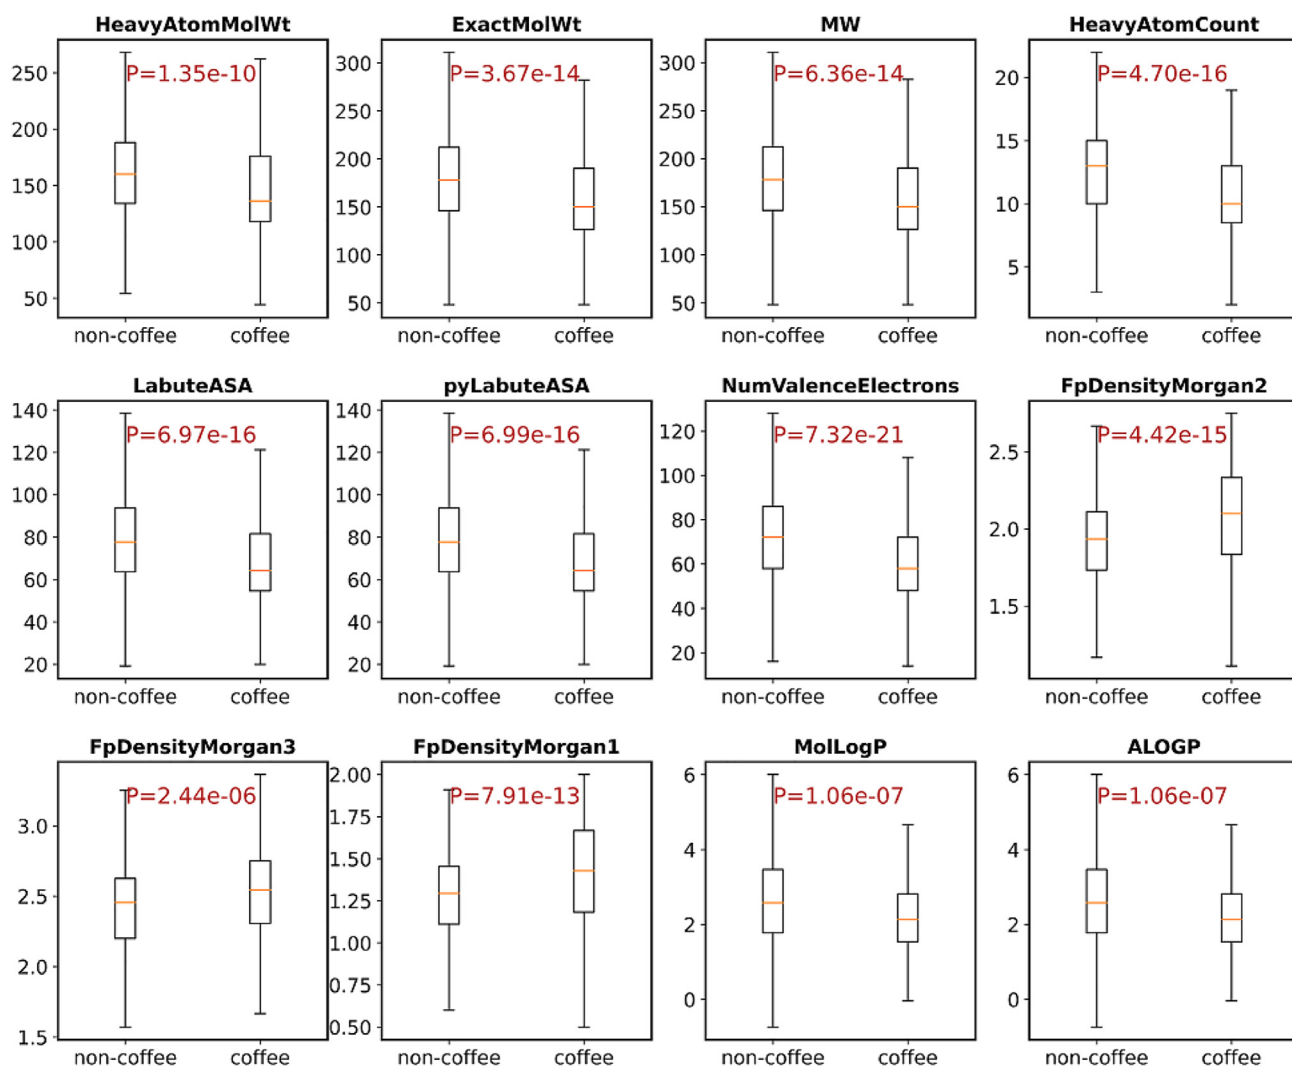 HeavyAtomMolWt
P=1.35e-10
250
200
150
100
50
non-coffee coffee
ExactMolWt
P=3.67e-14
300
250
200
150
100
50
non-coffee coffee
MW
P=6.36e-14
300
250
200
150
100
50
non-coffee coffee
HeavyAtomCount
P=4.70e-16
20
15
10
5
non-coffee coffee
LabuteASA
P=6.97e-16
140
120
100
80
60
40
20
non-coffee coffee
pyLabuteASA
P=6.99e-16
140
120
100
80
60
40
20
non-coffee coffee
NumValenceElectrons
P=7.32e-21
120
100
80
60
40
20
non-coffee coffee
FpDensityMorgan2
P=4.42e-15
2.5
2.0
1.5
non-coffee coffee
FpDensityMorgan3
P=2.44e-06
3.0
2.5
2.0
1.5
non-coffee coffee
FpDensityMorgan1
P=7.91e-13
2.00
1.75
1.50
1.25
1.00
0.75
0.50
non-coffee coffee
MolLogP
P=1.06e-07
6
4
2
0
non-coffee coffee
ALOGP
P=1.06e-07
6
4
2
0
non-coffee coffee